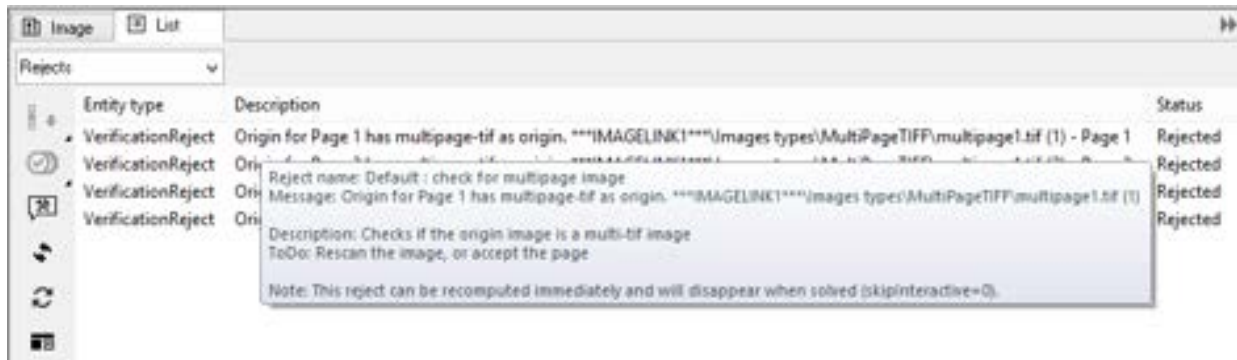 Image List
Rejects
Entity type Description Status
VerificationReject Origin for Page 1 has multipage-tif as origin. ***IMAGELINK1***\Images types\MultiPageTIFF\multipage1.tif (1) - Page 1 Rejected
VerificationReject Rejected
VerificationReject Rejected
VerificationReject Rejected
Reject name: Default : check for multipage image
Message: Origin for Page 1 has multipage-tif as origin. ***IMAGELINK1***\Images types\MultiPageTIFF\multipage1.tif (1)
Description: Checks if the origin image is a multi-tif image
ToDo: Rescan the image, or accept the page
Note: This reject can be recomputed immediately and will disappear when solved (skipInteractive=0).